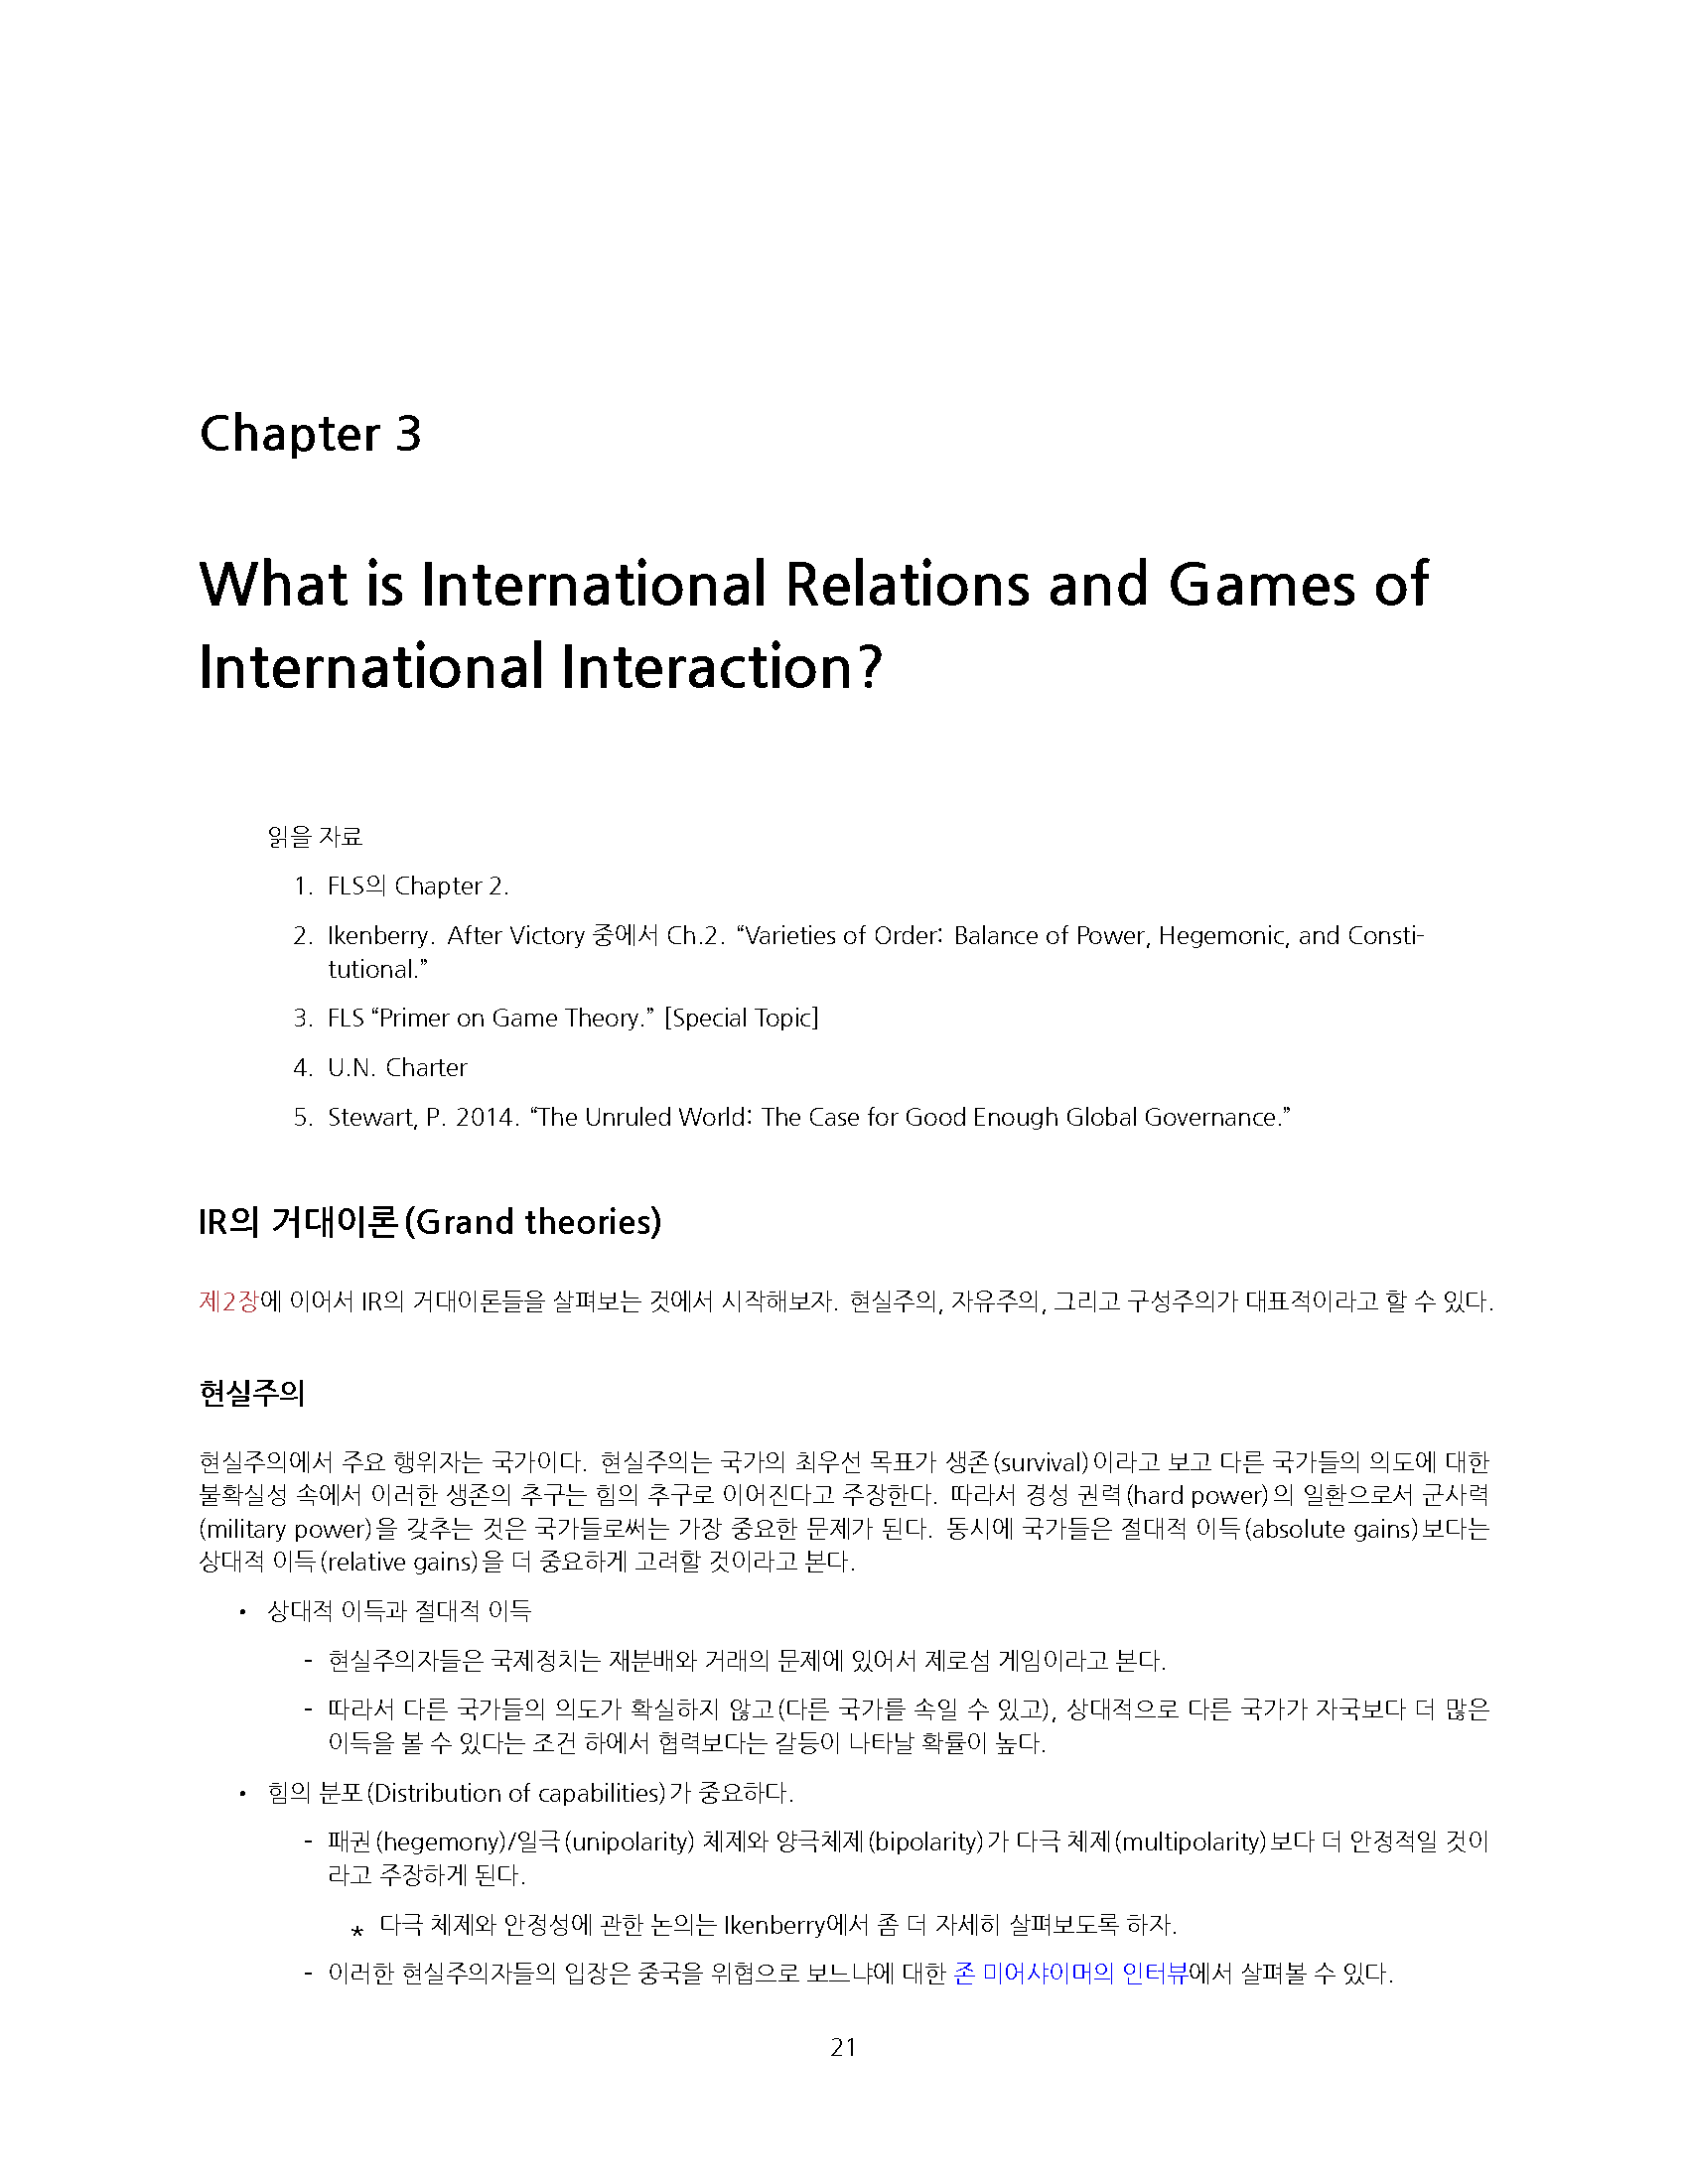 Chapter 3
What is International Relations and Games of
International Interaction?
읽을 자료
1. FLS의 Chapter 2.
2. Ikenberry. After Victory 중에서 Ch.2. “Varieties of Order: Balance of Power, Hegemonic, and Consti-
tutional.”
3. FLS “Primer on Game Theory.” [Special Topic]
4. U.N. Charter
5. Stewart, P. 2014. “The Unruled World: The Case for Good Enough Global Governance.”
IR의 거대이론(Grand theories)
제2장에 이어서 IR의 거대이론들을 살펴보는 것에서 시작해보자. 현실주의, 자유주의, 그리고 구성주의가 대표적이라고 할 수 있다.
현실주의
현실주의에서 주요 행위자는 국가이다. 현실주의는 국가의 최우선 목표가 생존(survival)이라고 보고 다른 국가들의 의도에 대한
불확실성 속에서 이러한 생존의 추구는 힘의 추구로 이어진다고 주장한다. 따라서 경성 권력(hard power)의 일환으로서 군사력
(military power)을 갖추는 것은 국가들로써는 가장 중요한 문제가 된다. 동시에 국가들은 절대적 이득(absolute gains)보다는
상대적 이득(relative gains)을 더 중요하게 고려할 것이라고 본다.
• 상대적 이득과 절대적 이득
- 현실주의자들은 국제정치는 재분배와 거래의 문제에 있어서 제로섬 게임이라고 본다.
- 따라서 다른 국가들의 의도가 확실하지 않고(다른 국가를 속일 수 있고), 상대적으로 다른 국가가 자국보다 더 많은
이득을 볼 수 있다는 조건 하에서 협력보다는 갈등이 나타날 확률이 높다.
• 힘의 분포(Distribution of capabilities)가 중요하다.
- 패권(hegemony)/일극(unipolarity) 체제와 양극체제(bipolarity)가 다극 체제(multipolarity)보다 더 안정적일 것이
라고 주장하게 된다.
* 다극 체제와 안정성에 관한 논의는 Ikenberry에서 좀 더 자세히 살펴보도록 하자.
- 이러한 현실주의자들의 입장은 중국을 위협으로 보느냐에 대한 존 미어샤이머의 인터뷰에서 살펴볼 수 있다.
21